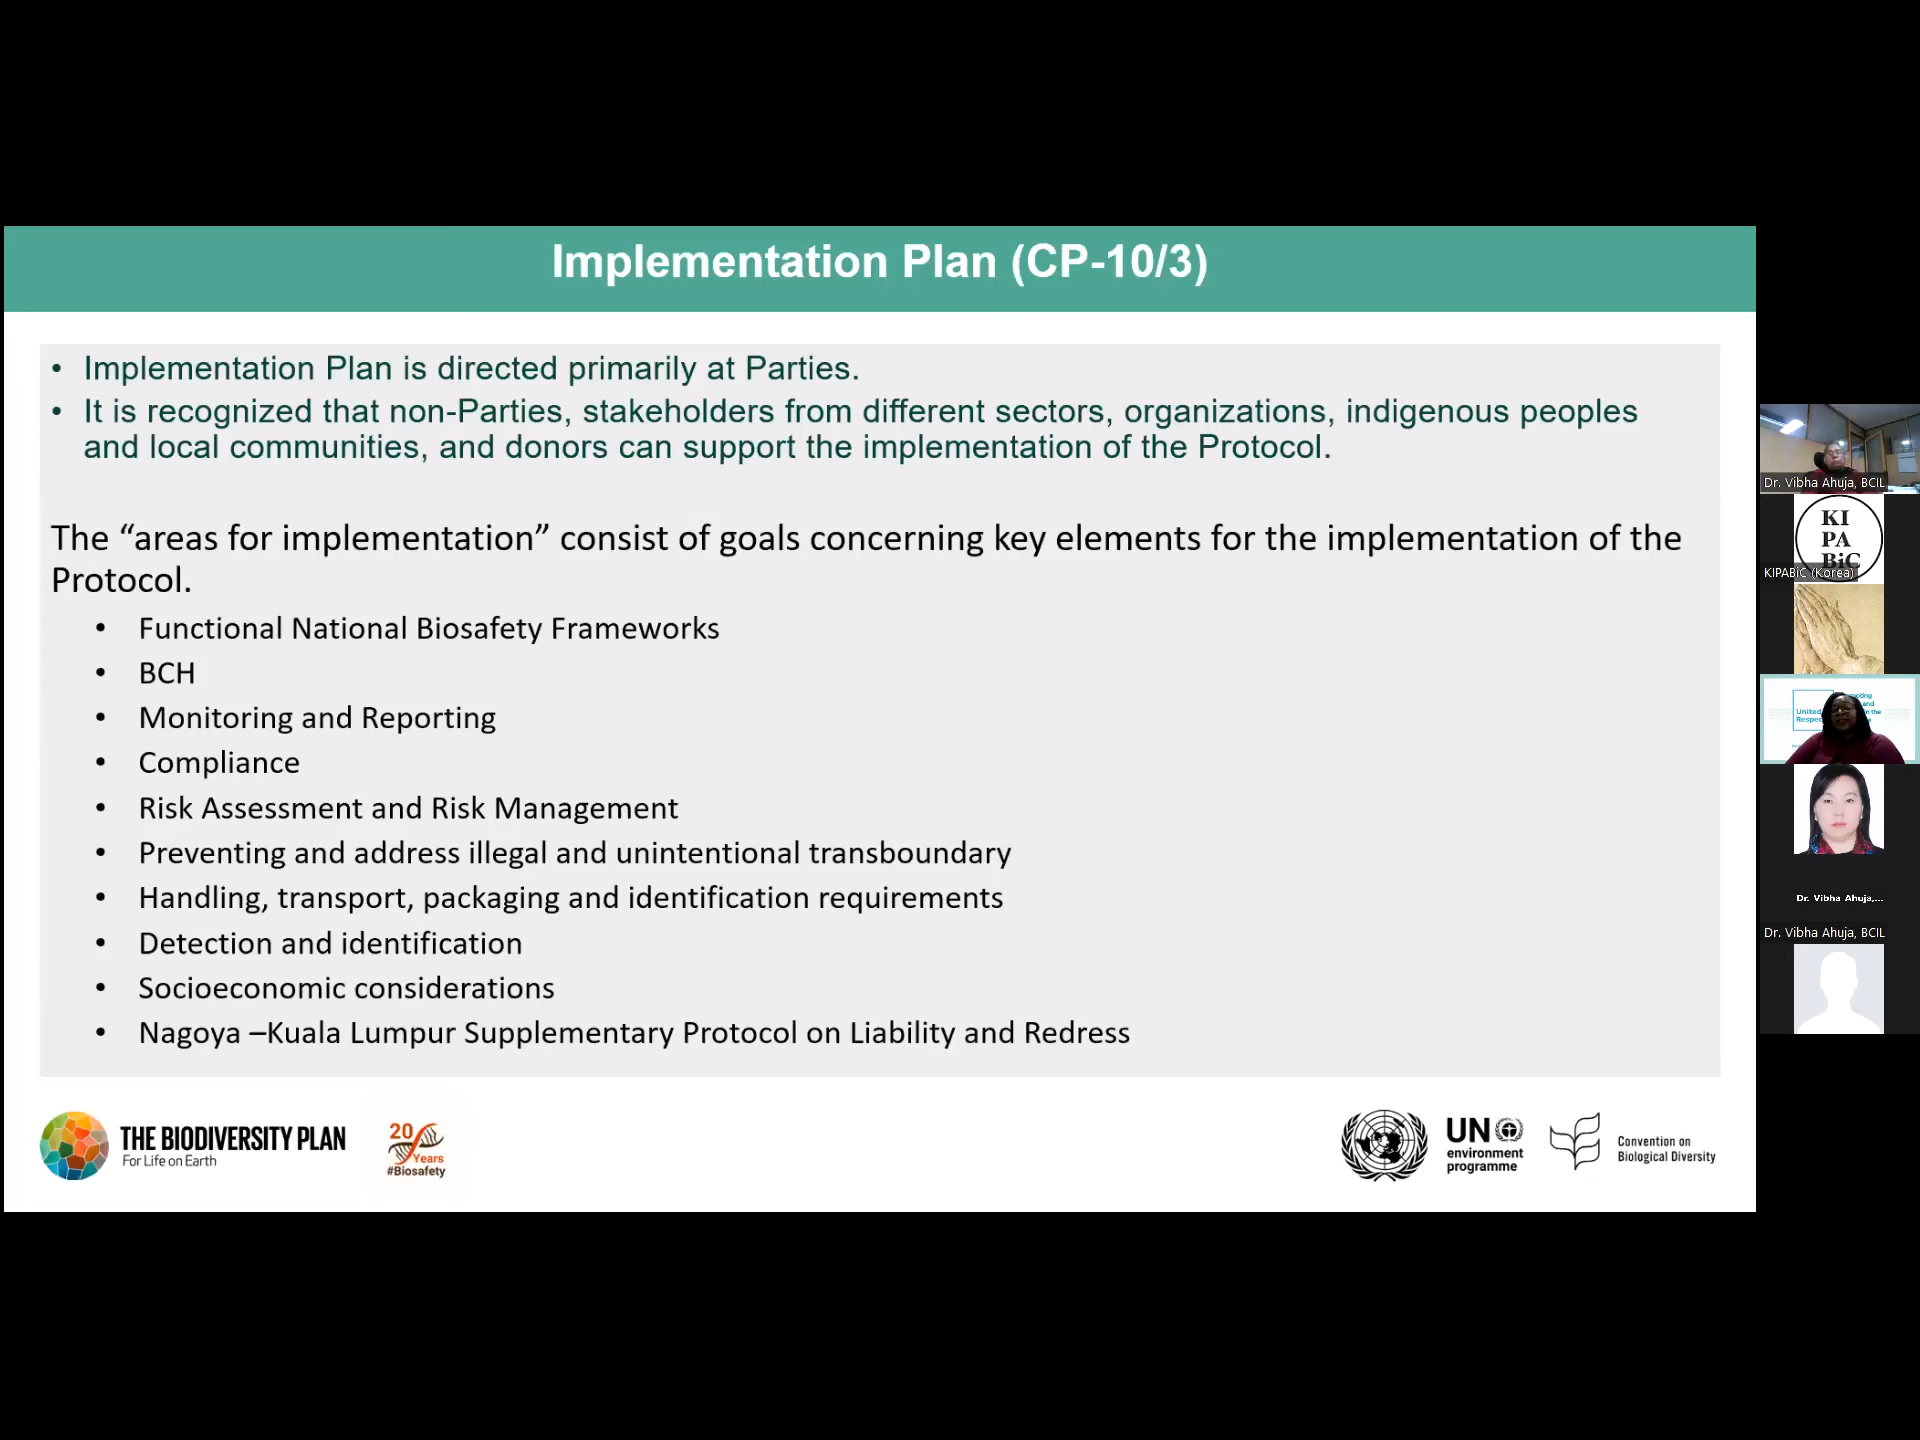 Implementation Plan (CP-10/3)
• Implementation Plan is directed primarily at Parties.
• It is recognized that non-Parties, stakeholders from different sectors, organizations, indigenous peoples
and local communities, and donors can support the implementation of the Protocol.
The “areas for implementation” consist of goals concerning key elements for the implementation of the
Protocol.
• Functional National Biosafety Frameworks
• BCH
• Monitoring and Reporting
• Compliance
• Risk Assessment and Risk Management
• Preventing and address illegal and unintentional transboundary
• Handling, transport, packaging and identification requirements
• Detection and identification
• Socioeconomic considerations
• Nagoya –Kuala Lumpur Supplementary Protocol on Liability and Redress
THE BIODIVERSITY PLAN
For Life on Earth
20
Years
#Biosafety
UN
environment
programme
Convention on
Biological Diversity
Dr. Vibha Ahuja, BCIL
KI
PA
BiC
KIPABiC (Korea)
United
Dr. Vibha Ahuja,...
Dr. Vibha Ahuja, BCIL